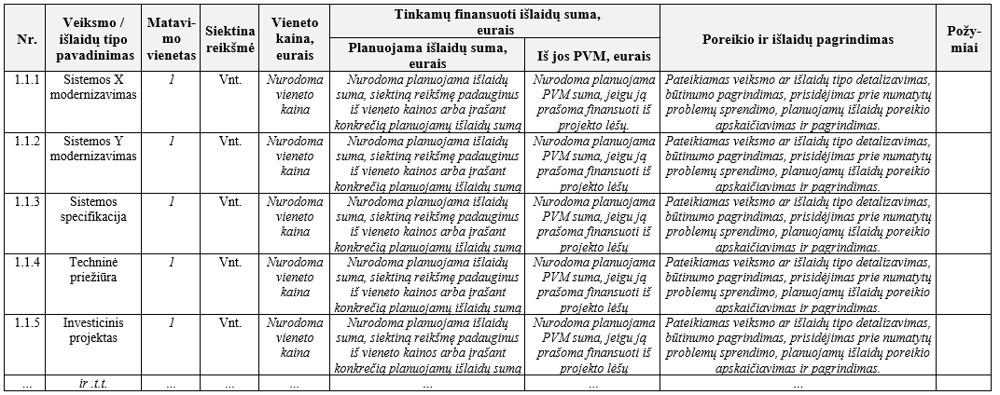 Nr.
Veiksmo /
išlaidų tipo
pavadinimas
Matavi-
mo
vienetas
Siektina
reikšmė
Vieneto
kaina,
eurais
Tinkamų finansuoti išlaidų suma,
eurais
Planuojama išlaidų suma,
eurais
Iš jos PVM, eurais
Poreikio ir išlaidų pagrindimas
Požy-
miai
1.1.1
Sistemos X
modernizavimas
1
Vnt.
Nurodoma
vieneto
kaina
Nurodoma planuojama išlaidų
suma, siektiną reikšmę padauginus
iš vieneto kainos arba įrašant
konkrečią planuojamų išlaidų sumą
Nurodoma planuojama
PVM suma, jeigu ją
prašoma finansuoti iš
projekto lėšų.
Pateikiamas veiksmo ar išlaidų tipo detalizavimas,
būtinumo pagrindimas, prisidėjimas prie numatytų
problemų sprendimo, planuojamų išlaidų poreikio
apskaičiavimas ir pagrindimas.
1.1.2
Sistemos Y
modernizavimas
1
Vnt.
Nurodoma
vieneto
kaina
Nurodoma planuojama išlaidų
suma, siektiną reikšmę padauginus
iš vieneto kainos arba įrašant
konkrečią planuojamų išlaidų sumą
Nurodoma planuojama
PVM suma, jeigu ją
prašoma finansuoti iš
projekto lėšų
Pateikiamas veiksmo ar išlaidų tipo detalizavimas,
būtinumo pagrindimas, prisidėjimas prie numatytų
problemų sprendimo, planuojamų išlaidų poreikio
apskaičiavimas ir pagrindimas.
1.1.3
Sistemos
specifikacija
1
Vnt.
Nurodoma
vieneto
kaina
Nurodoma planuojama išlaidų
suma, siektiną reikšmę padauginus
iš vieneto kainos arba įrašant
konkrečią planuojamų išlaidų sumą
Nurodoma planuojama
PVM suma, jeigu ją
prašoma finansuoti iš
projekto lėšų
Pateikiamas veiksmo ar išlaidų tipo detalizavimas,
būtinumo pagrindimas, prisidėjimas prie numatytų
problemų sprendimo, planuojamų išlaidų poreikio
apskaičiavimas ir pagrindimas.
1.1.4
Techninė
priežiūra
1
Vnt.
Nurodoma
vieneto
kaina
Nurodoma planuojama išlaidų
suma, siektiną reikšmę padauginus
iš vieneto kainos arba įrašant
konkrečią planuojamų išlaidų sumą
Nurodoma planuojama
PVM suma, jeigu ją
prašoma finansuoti iš
projekto lėšų
Pateikiamas veiksmo ar išlaidų tipo detalizavimas,
būtinumo pagrindimas, prisidėjimas prie numatytų
problemų sprendimo, planuojamų išlaidų poreikio
apskaičiavimas ir pagrindimas.
1.1.5
Investicinis
projektas
1
Vnt.
Nurodoma
vieneto
kaina
Nurodoma planuojama išlaidų
suma, siektiną reikšmę padauginus
iš vieneto kainos arba įrašant
konkrečią planuojamų išlaidų sumą
Nurodoma planuojama
PVM suma, jeigu ją
prašoma finansuoti iš
projekto lėšų
Pateikiamas veiksmo ar išlaidų tipo detalizavimas,
būtinumo pagrindimas, prisidėjimas prie numatytų
problemų sprendimo, planuojamų išlaidų poreikio
apskaičiavimas ir pagrindimas.
... ir .t.t. ... ... ... ... ... ...